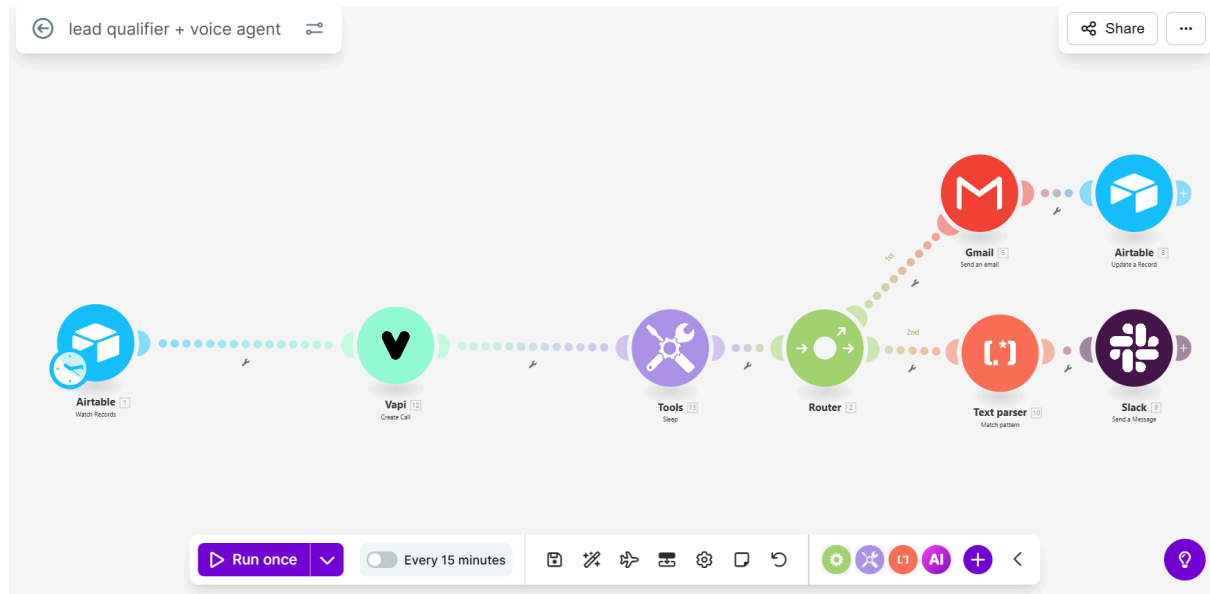 lead qualifier + voice agent
Share
1st
Gmail 5
Send an email
Airtable 8
Update a Record
Airtable 1
Watch Records
Vapi 12
Create Call
Tools 13
Sleep
Router 2
2nd
Text parser 10
Match pattern
Slack 9
Send a Message
Run once
Every 15 minutes
AI